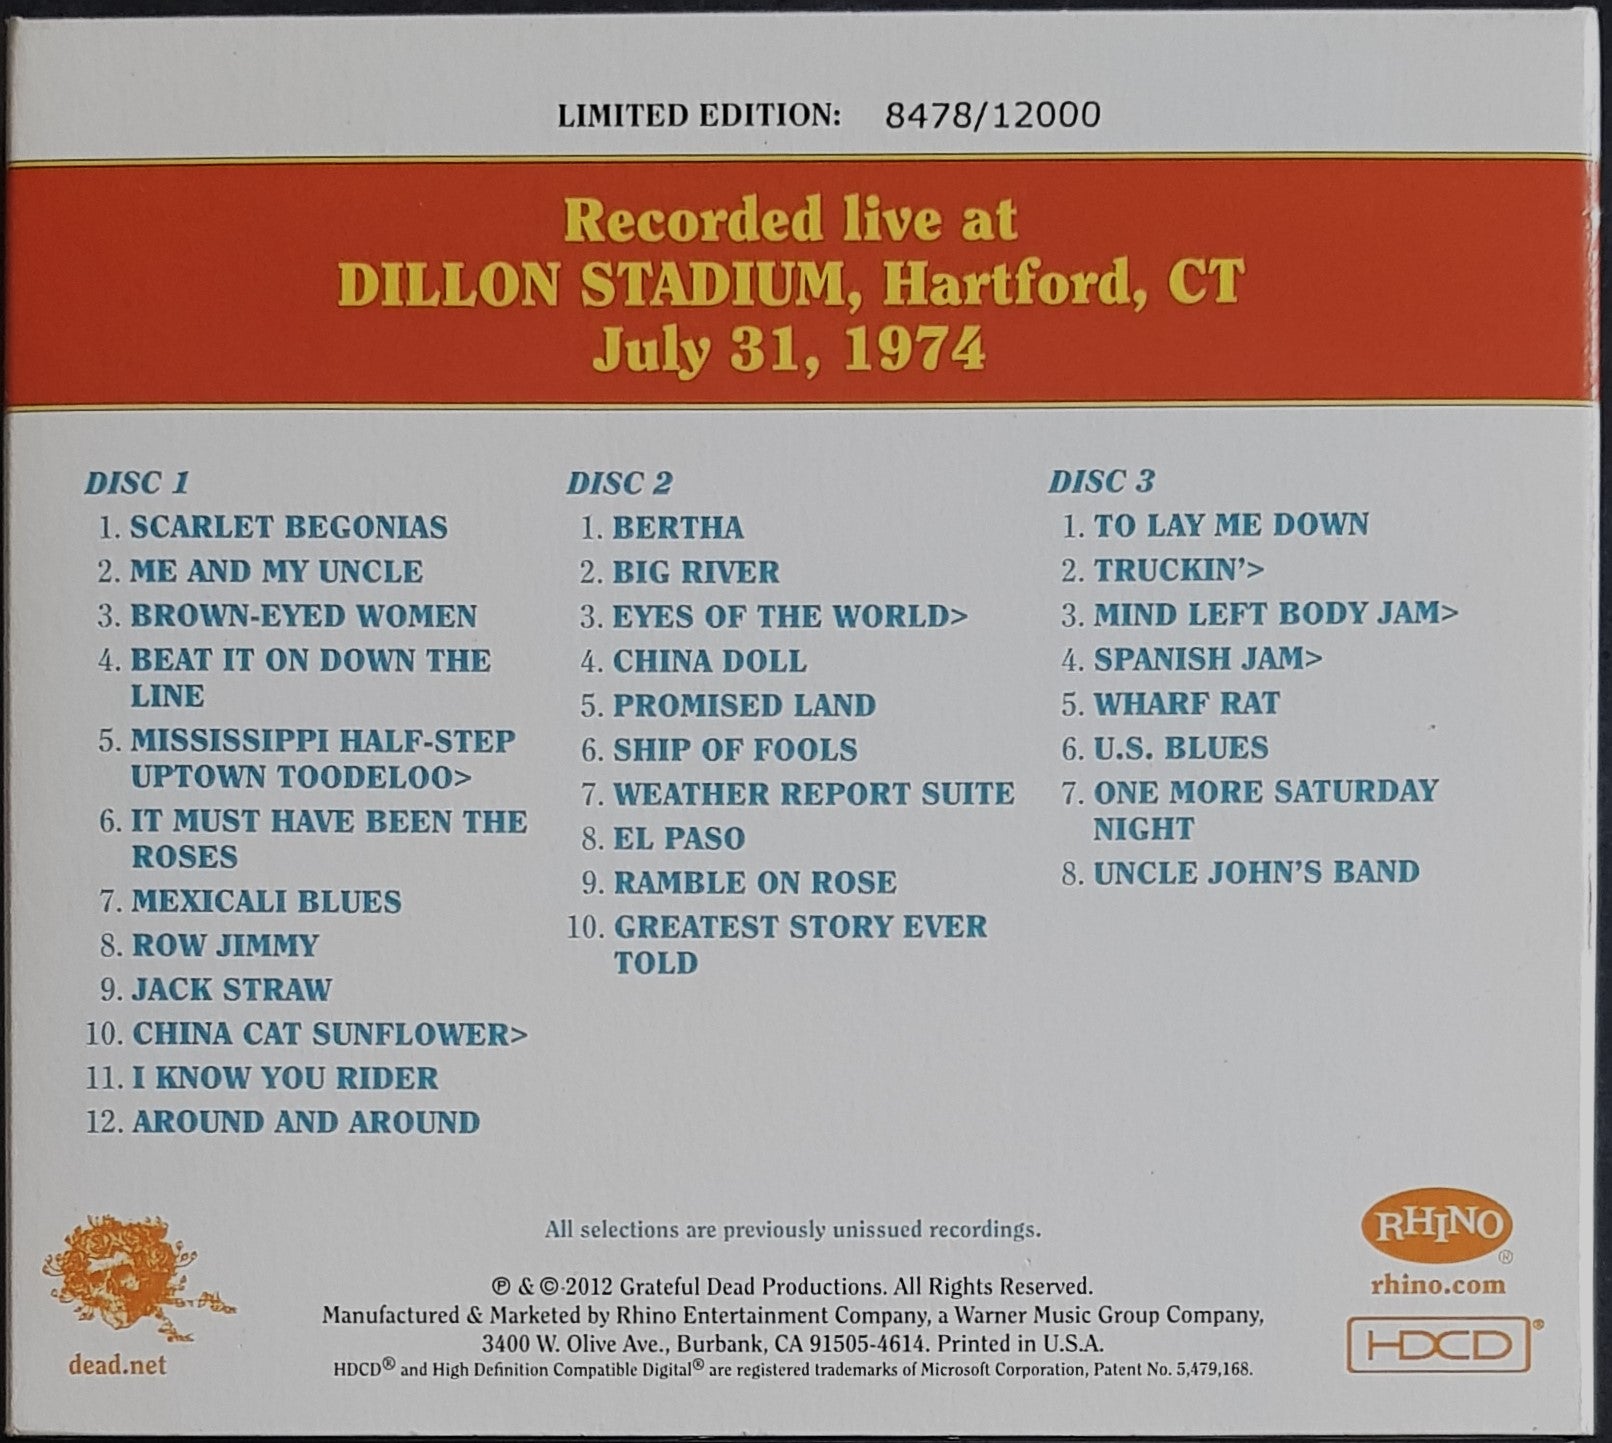 LIMITED EDITION: 8478/12000
Recorded live at
DILLON STADIUM, Hartford, CT
July 31, 1974
DISC 1
1. SCARLET BEGONIAS
2. ME AND MY UNCLE
3. BROWN-EYED WOMEN
4. BEAT IT ON DOWN THE
LINE
5. MISSISSIPPI HALF-STEP
UPTOWN TOODELOO>
6. IT MUST HAVE BEEN THE
ROSES
7. MEXICALI BLUES
8. ROW JIMMY
9. JACK STRAW
10. CHINA CAT SUNFLOWER>
11. I KNOW YOU RIDER
12. AROUND AND AROUND
DISC 2
1. BERTHA
2. BIG RIVER
3. EYES OF THE WORLD>
4. CHINA DOLL
5. PROMISED LAND
6. SHIP OF FOOLS
7. WEATHER REPORT SUITE
8. EL PASO
9. RAMBLE ON ROSE
10. GREATEST STORY EVER
TOLD
DISC 3
1. TO LAY ME DOWN
2. TRUCKIN'>
3. MIND LEFT BODY JAM>
4. SPANISH JAM>
5. WHARF RAT
6. U.S. BLUES
7. ONE MORE SATURDAY
NIGHT
8. UNCLE JOHN'S BAND
All selections are previously unissued recordings.
℗ & © 2012 Grateful Dead Productions. All Rights Reserved.
Manufactured & Marketed by Rhino Entertainment Company, a Warner Music Group Company,
3400 W. Olive Ave., Burbank, CA 91505-4614. Printed in U.S.A.
HDCD® and High Definition Compatible Digital® are registered trademarks of Microsoft Corporation, Patent No. 5,479,168.
dead.net
RHINO®
rhino.com
HDCD®